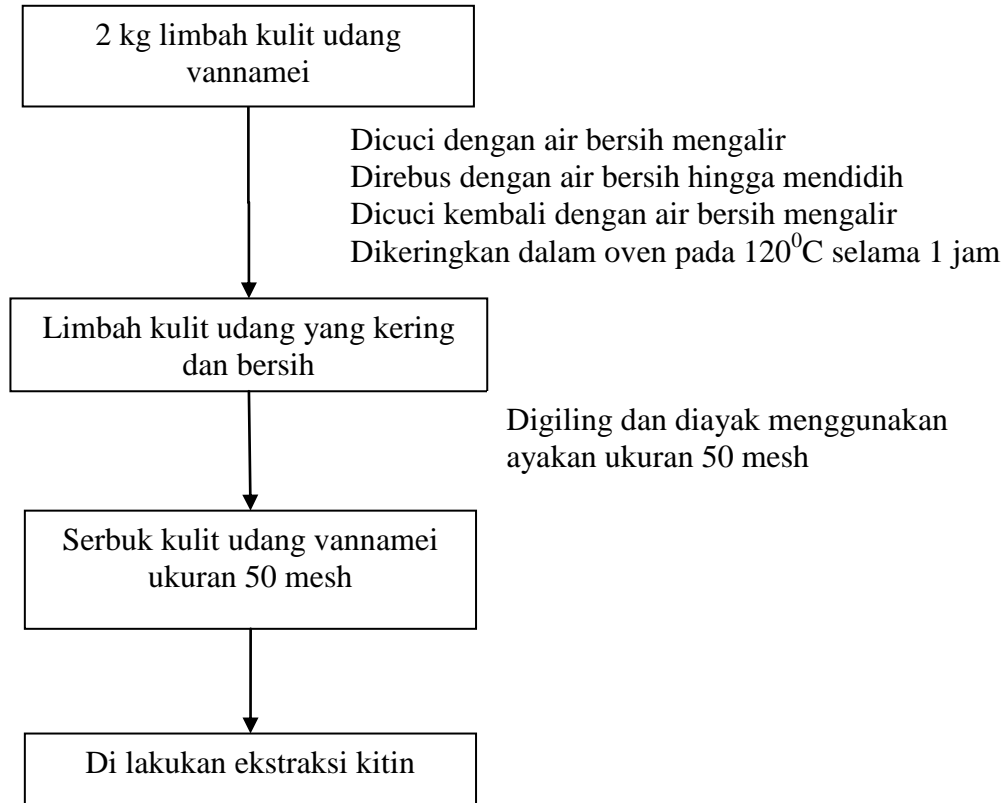 2 kg limbah kulit udang
vannamei
Dicuci dengan air bersih mengalir
Direbus dengan air bersih hingga mendidih
Dicuci kembali dengan air bersih mengalir
Dikeringkan dalam oven pada 120⁰C selama 1 jam
Limbah kulit udang yang kering
dan bersih
Digiling dan diayak menggunakan
ayakan ukuran 50 mesh
Serbuk kulit udang vannamei
ukuran 50 mesh
Di lakukan ekstraksi kitin